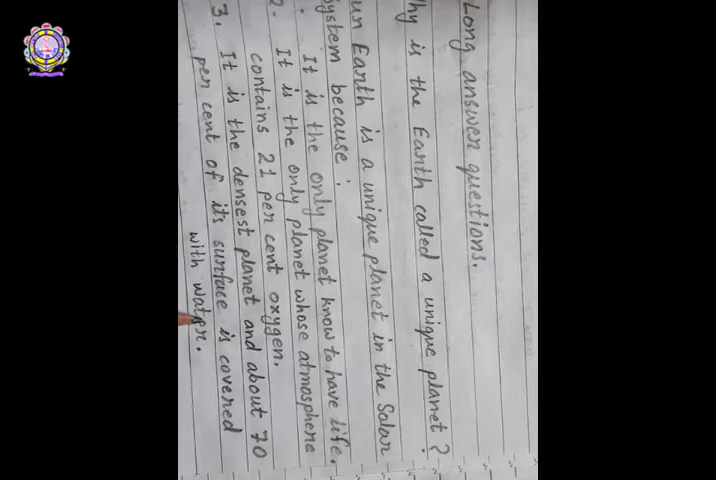 Long answer questions.
hy is the Earth called a unique planet?
ur Earth is a unique planet in the Solar
ystem because :
. It is the only planet know to have life.
2. It is the only planet whose atmosphere
contains 21 per cent oxygen.
3. It is the densest planet and about 70
per cent of its surface is covered
with water.